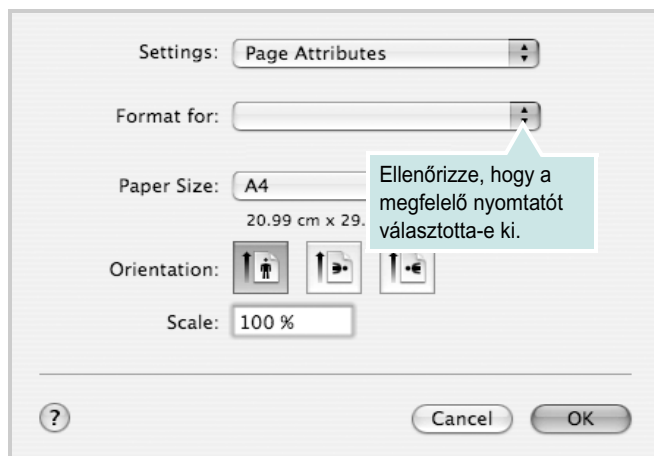 Settings: Page Attributes
Format for:
Ellenőrizze, hogy a
megfelelő nyomtatót
választotta-e ki.
Paper Size: A4
20.99 cm x 29.
Orientation:
Scale: 100 %
? Cancel OK